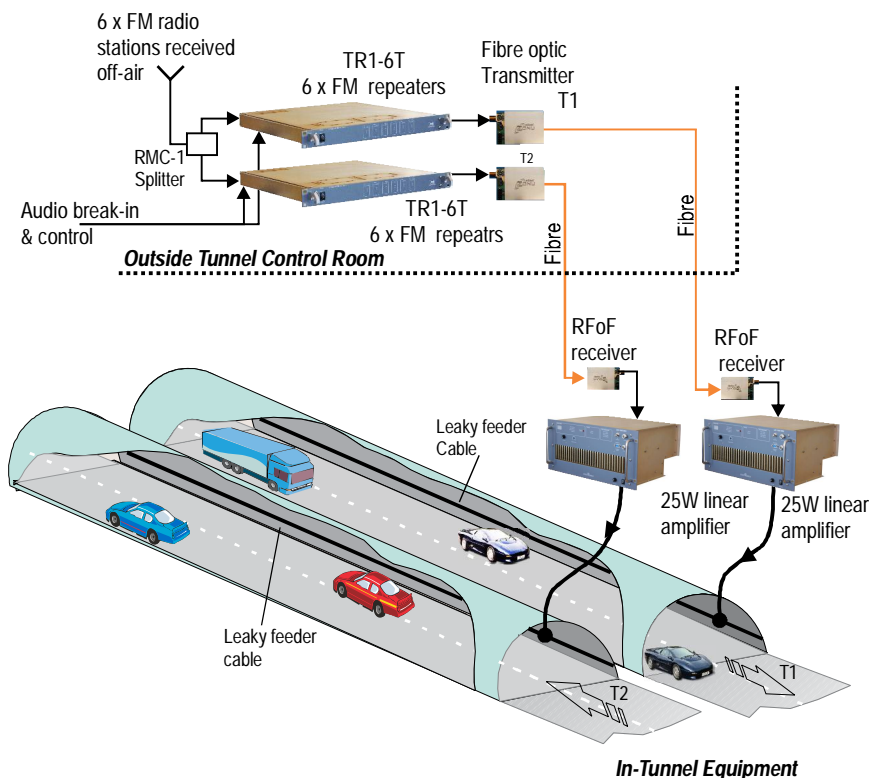 6 x FM radio
stations received
off-air
TR1-6T
6 x FM repeaters
Fibre optic
Transmitter
T1
RMC-1
Splitter
T2
Audio break-in
& control
TR1-6T
6 x FM repeatrs
Outside Tunnel Control Room
Fibre
Fibre
RFoF
receiver
RFoF
receiver
Leaky feeder
Cable
25W linear
amplifier
25W linear
amplifier
Leaky feeder
cable
T1
T2
In-Tunnel Equipment